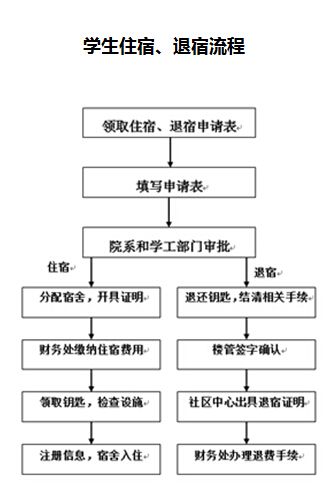 学生住宿、退宿流程
领取住宿、退宿申请表
填写申请表
院系和学工部门审批
住宿
退宿
分配宿舍，开具证明
退还钥匙，结清相关手续
财务处缴纳住宿费用
楼管签字确认
领取钥匙，检查设施
社区中心出具退宿证明
注册信息，宿舍入住
财务处办理退费手续